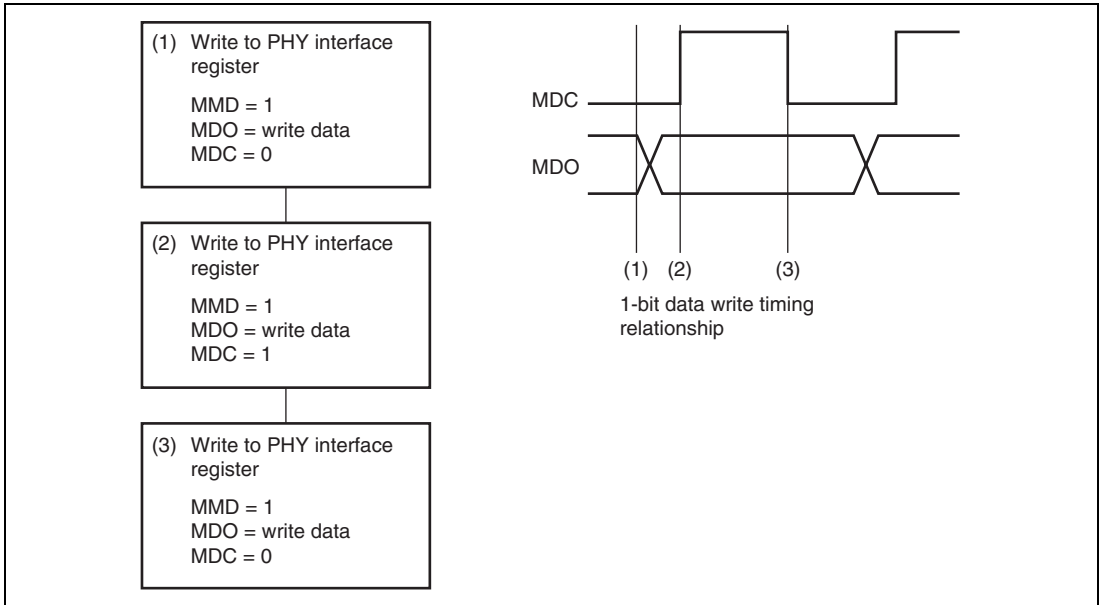 (1) Write to PHY interface
register
MMD = 1
MDO = write data
MDC = 0
(2) Write to PHY interface
register
MMD = 1
MDO = write data
MDC = 1
(3) Write to PHY interface
register
MMD = 1
MDO = write data
MDC = 0
MDC
MDO
(1) (2) (3)
1-bit data write timing
relationship